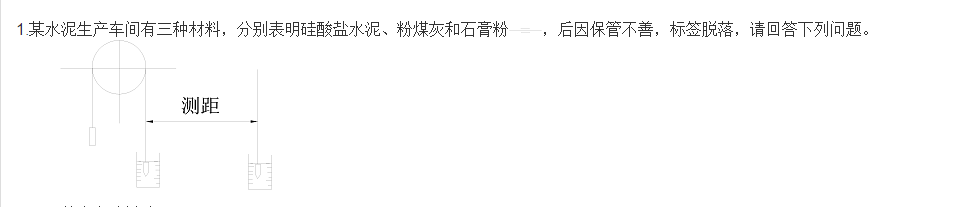 1.某水泥生产车间有三种材料，分别表明硅酸盐水泥、粉煤灰和石膏粉 ，后因保管不善，标签脱落，请回答下列问题。
测距